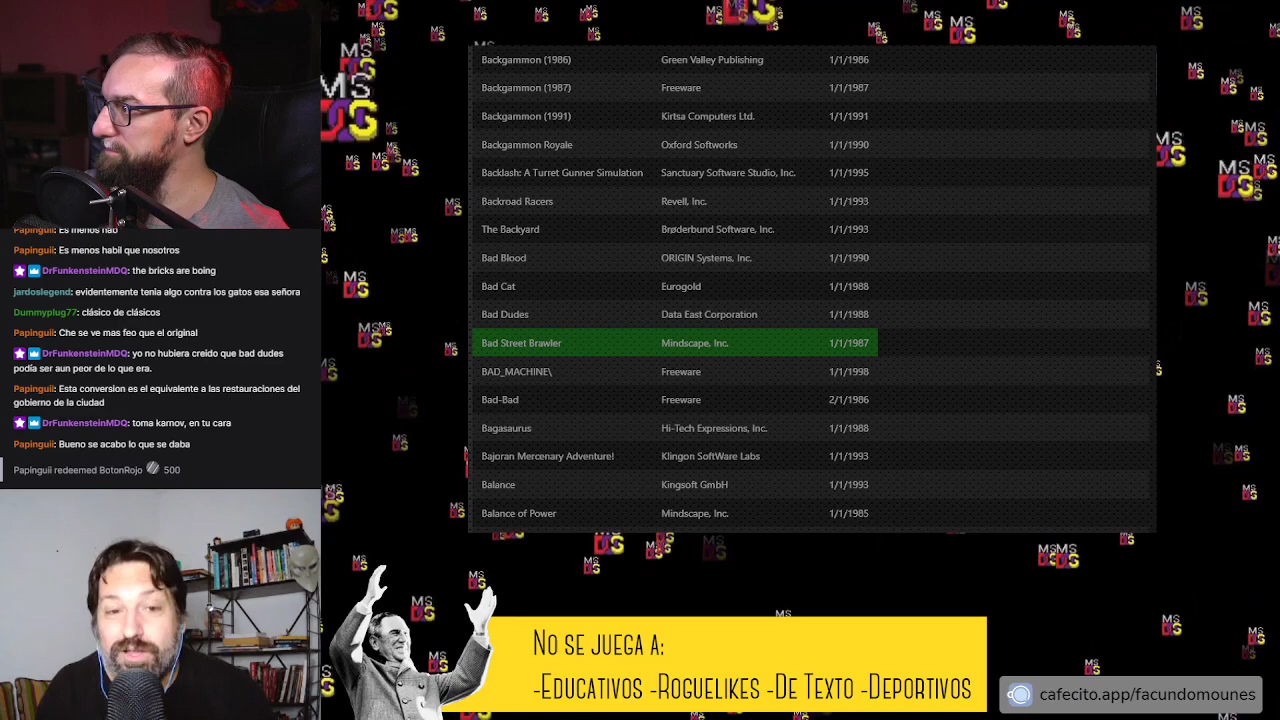 Papinguii: Es menos hab
Papinguii: Es menos habil que nosotros
DrFunkensteinMDQ: the bricks are boing
jardoslegend: evidentemente tenia algo contra los gatos esa señora
Dummyplug77: clásico de clásicos
Papinguii: Che se ve mas feo que el original
DrFunkensteinMDQ: yo no hubiera creido que bad dudes
podía ser aun peor de lo que era.
Papinguii: Esta conversion es el equivalente a las restauraciones del
gobierno de la ciudad
DrFunkensteinMDQ: toma karnov, en tu cara
Papinguii: Bueno se acabo lo que se daba
Papinguii redeemed BotonRojo 500
Backgammon (1986) Green Valley Publishing 1/1/1986
Backgammon (1987) Freeware 1/1/1987
Backgammon (1991) Kirtsa Computers Ltd. 1/1/1991
Backgammon Royale Oxford Softworks 1/1/1990
Backlash: A Turret Gunner Simulation Sanctuary Software Studio, Inc. 1/1/1995
Backroad Racers Revell, Inc. 1/1/1993
The Backyard Brøderbund Software, Inc. 1/1/1993
Bad Blood ORIGIN Systems, Inc. 1/1/1990
Bad Cat Eurogold 1/1/1988
Bad Dudes Data East Corporation 1/1/1988
Bad Street Brawler Mindscape, Inc. 1/1/1987
BAD_MACHINE\ Freeware 1/1/1998
Bad-Bad Freeware 2/1/1986
Bagasaurus Hi-Tech Expressions, Inc. 1/1/1988
Bajoran Mercenary Adventure! Klingon SoftWare Labs 1/1/1993
Balance Kingsoft GmbH 1/1/1993
Balance of Power Mindscape, Inc. 1/1/1985
No se juega a:
-Educativos -Roguelikes -De Texto -Deportivos
cafecito.app/facundomounes
MS
DOS